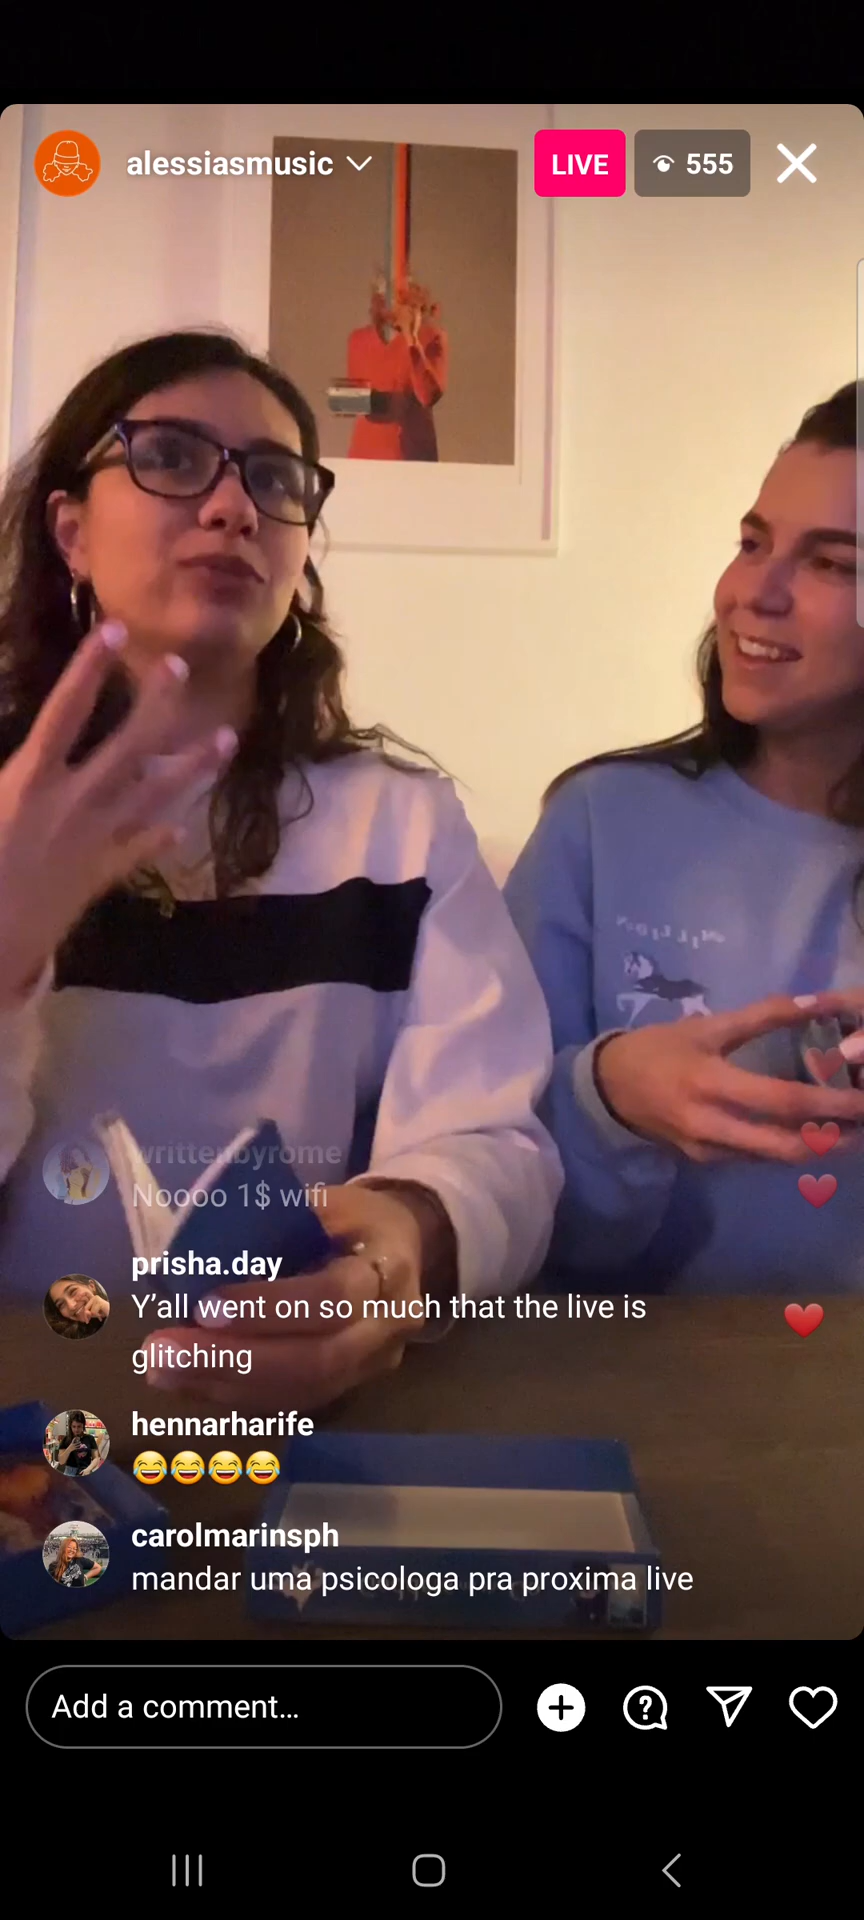 alessiasmusic
LIVE
555
writtenbyrome
Noooo 1$ wifi
prisha.day
Y’all went on so much that the live is
glitching
hennarharife
😂😂😂😂
carolmarinsph
mandar uma psicologa pra proxima live
Add a comment...